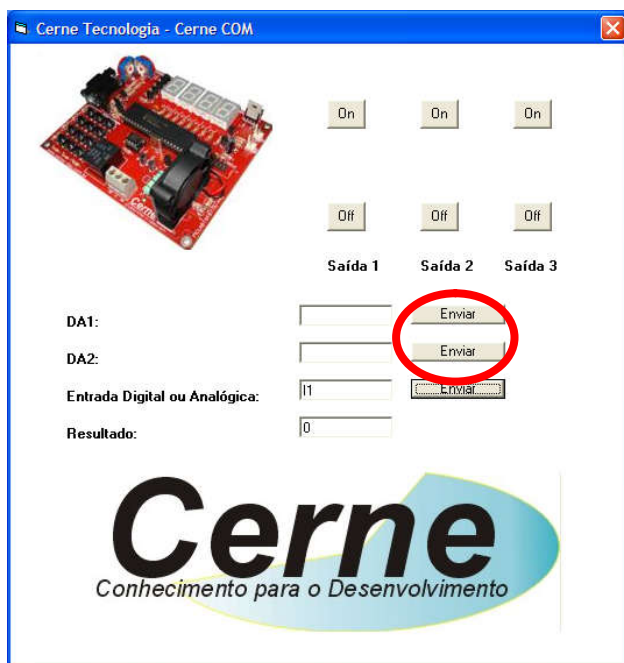 Cerne Tecnologia - Cerne COM
On On On
Off Off Off
Saída 1 Saída 2 Saída 3
DA1: Enviar
DA2: Enviar
Entrada Digital ou Analógica: I1 Enviar
Resultado: 0
Cerne
Conhecimento para o Desenvolvimento
Cerne